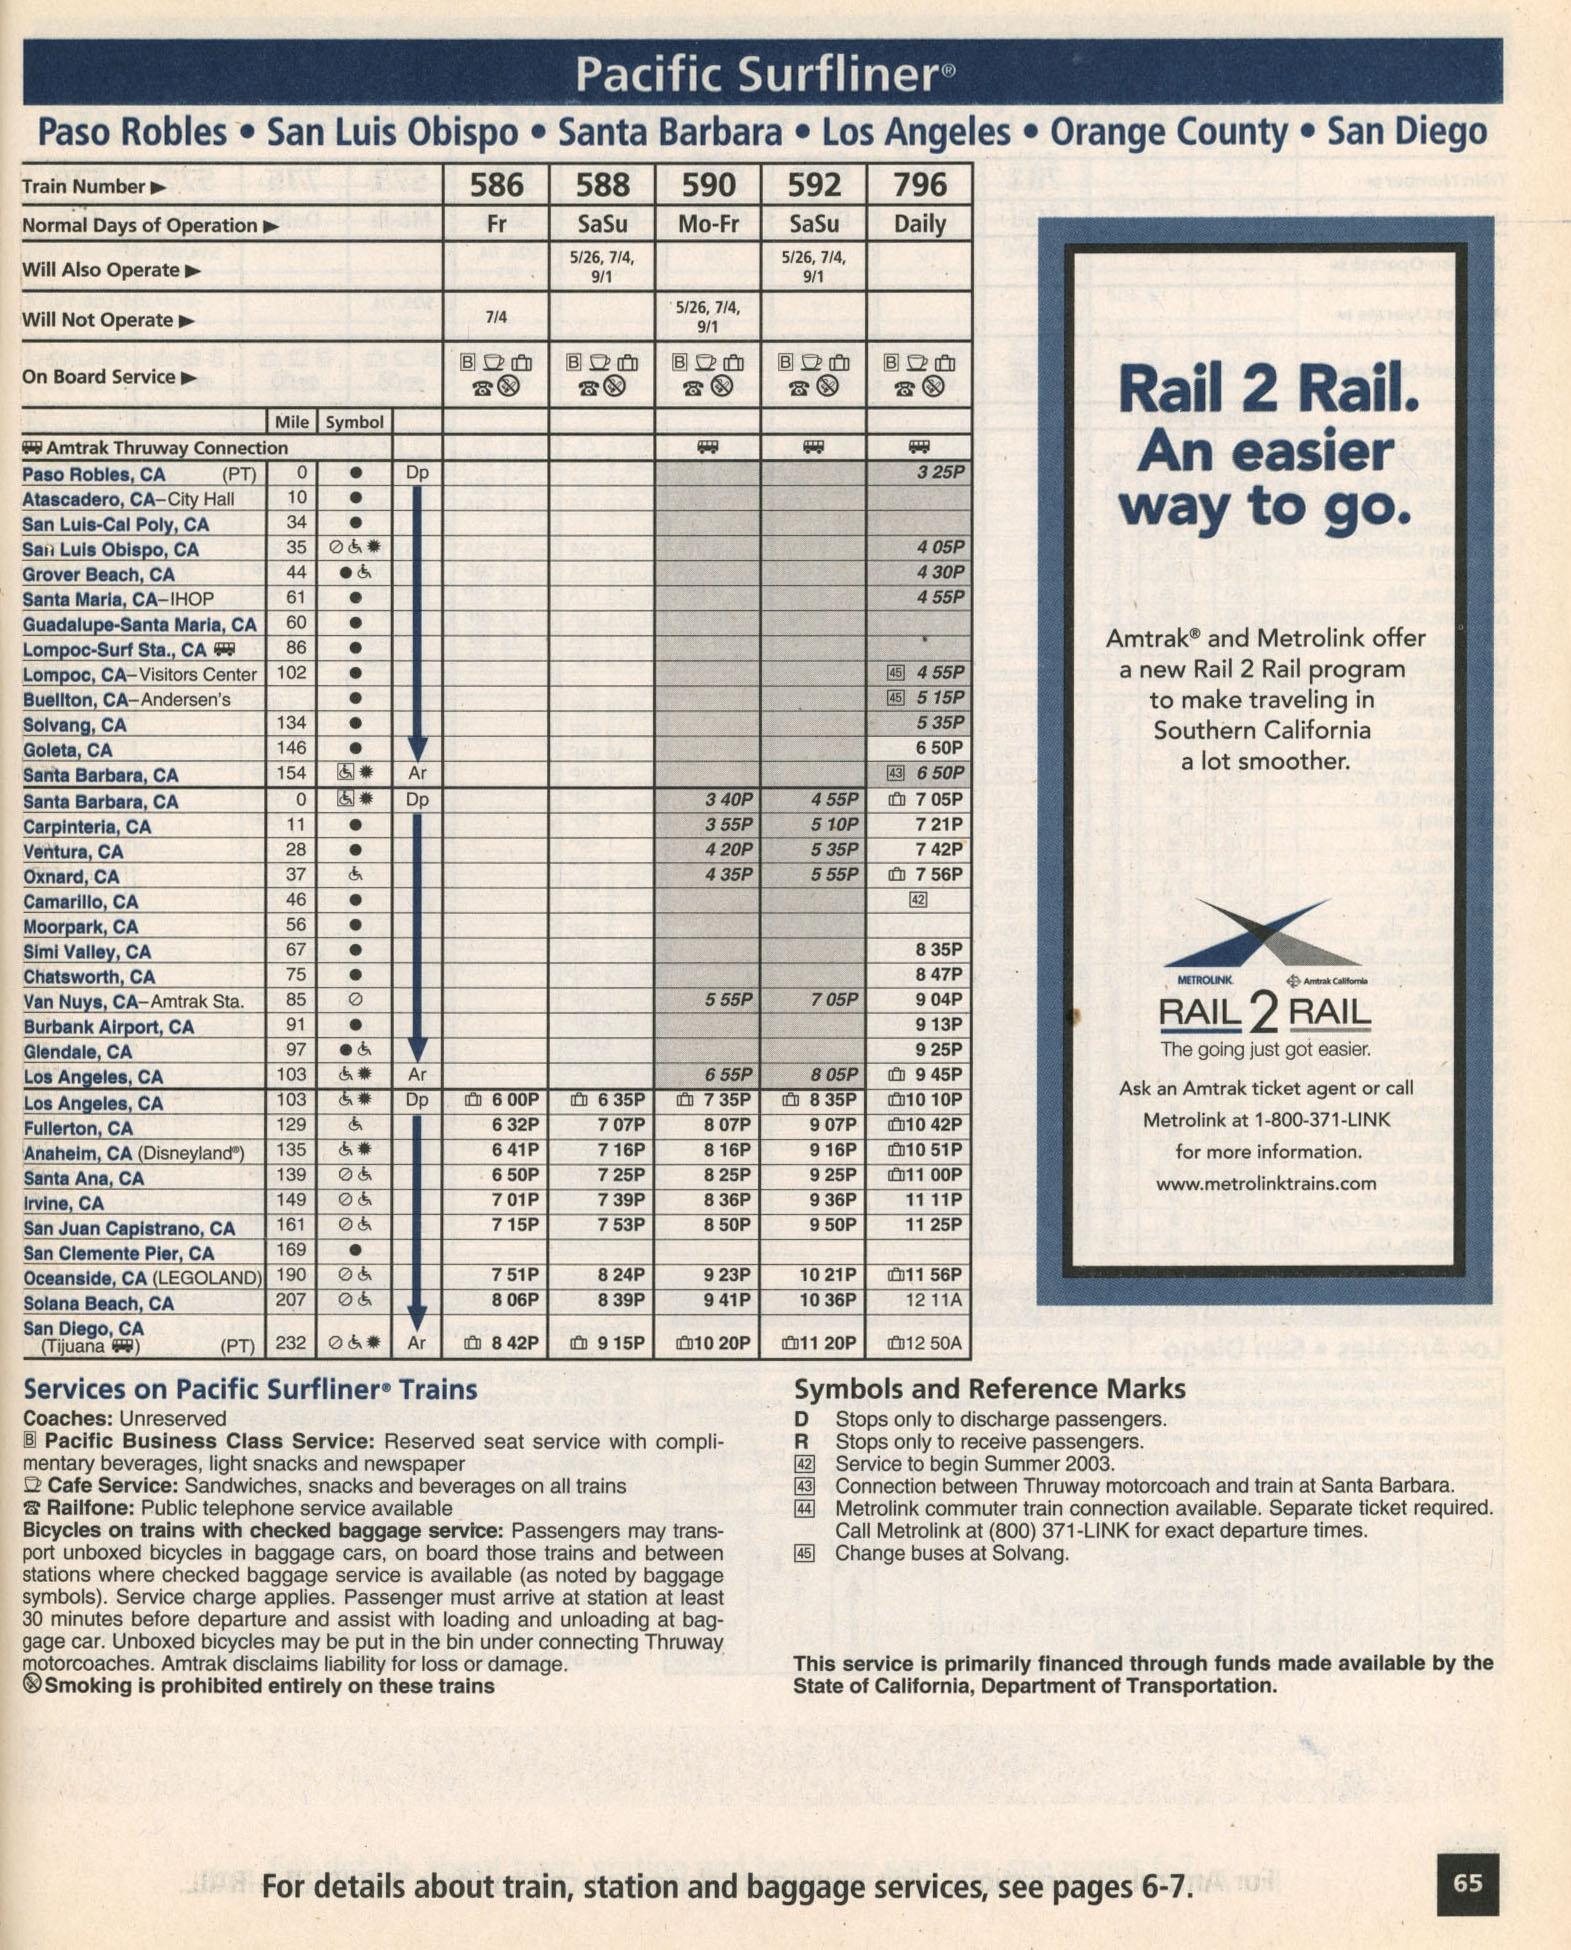 Pacific Surfliner®
Paso Robles • San Luis Obispo • Santa Barbara • Los Angeles • Orange County • San Diego
Train Number ▶ 586 588 590 592 796
Normal Days of Operation ▶ Fr SaSu Mo-Fr SaSu Daily
Will Also Operate ▶ 5/26, 7/4, 9/1 5/26, 7/4, 9/1
Will Not Operate ▶ 7/4 5/26, 7/4, 9/1
On Board Service ▶ B B B B B
Mile Symbol
Amtrak Thruway Connection
Paso Robles, CA (PT) 0 ● Dp 3 25P
Atascadero, CA–City Hall 10 ●
San Luis-Cal Poly, CA 34 ●
San Luis Obispo, CA 35 4 05P
Grover Beach, CA 44 ● 4 30P
Santa Maria, CA–IHOP 61 ● 4 55P
Guadalupe-Santa Maria, CA 60 ●
Lompoc-Surf Sta., CA 86 ●
Lompoc, CA–Visitors Center 102 ● 45 4 55P
Buellton, CA–Andersen's ● 45 5 15P
Solvang, CA 134 ● 5 35P
Goleta, CA 146 ● 6 50P
Santa Barbara, CA 154 Ar 43 6 50P
Santa Barbara, CA 0 Dp 3 40P 4 55P 7 05P
Carpinteria, CA 11 ● 3 55P 5 10P 7 21P
Ventura, CA 28 ● 4 20P 5 35P 7 42P
Oxnard, CA 37 4 35P 5 55P 7 56P
Camarillo, CA 46 ● 42
Moorpark, CA 56 ●
Simi Valley, CA 67 ● 8 35P
Chatsworth, CA 75 ● 8 47P
Van Nuys, CA–Amtrak Sta. 85 5 55P 7 05P 9 04P
Burbank Airport, CA 91 ● 9 13P
Glendale, CA 97 ● 9 25P
Los Angeles, CA 103 Ar 6 55P 8 05P 9 45P
Los Angeles, CA 103 Dp 6 00P 6 35P 7 35P 8 35P 10 10P
Fullerton, CA 129 6 32P 7 07P 8 07P 9 07P 10 42P
Anaheim, CA (Disneyland®) 135 6 41P 7 16P 8 16P 9 16P 10 51P
Santa Ana, CA 139 6 50P 7 25P 8 25P 9 25P 11 00P
Irvine, CA 149 7 01P 7 39P 8 36P 9 36P 11 11P
San Juan Capistrano, CA 161 7 15P 7 53P 8 50P 9 50P 11 25P
San Clemente Pier, CA 169 ●
Oceanside, CA (LEGOLAND) 190 7 51P 8 24P 9 23P 10 21P 11 56P
Solana Beach, CA 207 8 06P 8 39P 9 41P 10 36P 12 11A
San Diego, CA
(Tijuana ) (PT) 232 Ar 8 42P 9 15P 10 20P 11 20P 12 50A
Rail 2 Rail.
An easier
way to go.
Amtrak® and Metrolink offer
a new Rail 2 Rail program
to make traveling in
Southern California
a lot smoother.
METROLINK Amtrak California
RAIL 2 RAIL
The going just got easier.
Ask an Amtrak ticket agent or call
Metrolink at 1-800-371-LINK
for more information.
www.metrolinktrains.com
Services on Pacific Surfliner® Trains
Coaches: Unreserved
B Pacific Business Class Service: Reserved seat service with compli-
mentary beverages, light snacks and newspaper
Cafe Service: Sandwiches, snacks and beverages on all trains
Railfone: Public telephone service available
Bicycles on trains with checked baggage service: Passengers may trans-
port unboxed bicycles in baggage cars, on board those trains and between
stations where checked baggage service is available (as noted by baggage
symbols). Service charge applies. Passenger must arrive at station at least
30 minutes before departure and assist with loading and unloading at bag-
gage car. Unboxed bicycles may be put in the bin under connecting Thruway
motorcoaches. Amtrak disclaims liability for loss or damage.
Smoking is prohibited entirely on these trains
Symbols and Reference Marks
D Stops only to discharge passengers.
R Stops only to receive passengers.
42 Service to begin Summer 2003.
43 Connection between Thruway motorcoach and train at Santa Barbara.
44 Metrolink commuter train connection available. Separate ticket required.
Call Metrolink at (800) 371-LINK for exact departure times.
45 Change buses at Solvang.
This service is primarily financed through funds made available by the
State of California, Department of Transportation.
For details about train, station and baggage services, see pages 6-7.
65